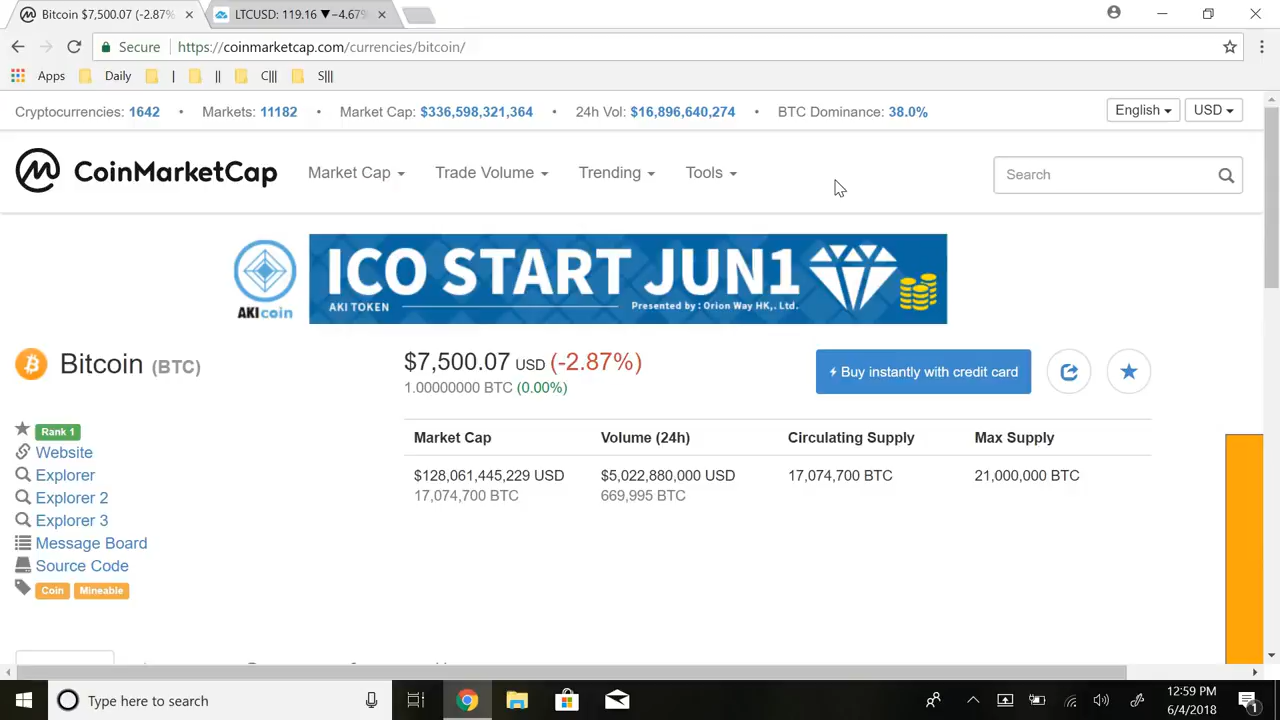 Bitcoin $7,500.07 (-2.87%)
LTCUSD: 119.16 ▼−4.67%
Secure https://coinmarketcap.com/currencies/bitcoin/
Apps Daily | || C||| S|||
Cryptocurrencies: 1642 • Markets: 11182 • Market Cap: $336,598,321,364 • 24h Vol: $16,896,640,274 • BTC Dominance: 38.0% English USD
CoinMarketCap Market Cap Trade Volume Trending Tools Search
AKIcoin
ICO START JUN1
AKI TOKEN Presented by : Orion Way HK,. Ltd.
Bitcoin (BTC)
$7,500.07 USD (-2.87%)
1.00000000 BTC (0.00%)
Buy instantly with credit card
Rank 1
Website
Explorer
Explorer 2
Explorer 3
Message Board
Source Code
Coin Mineable
Market Cap Volume (24h) Circulating Supply Max Supply
$128,061,445,229 USD $5,022,880,000 USD 17,074,700 BTC 21,000,000 BTC
17,074,700 BTC 669,995 BTC
Type here to search
12:59 PM
6/4/2018
1